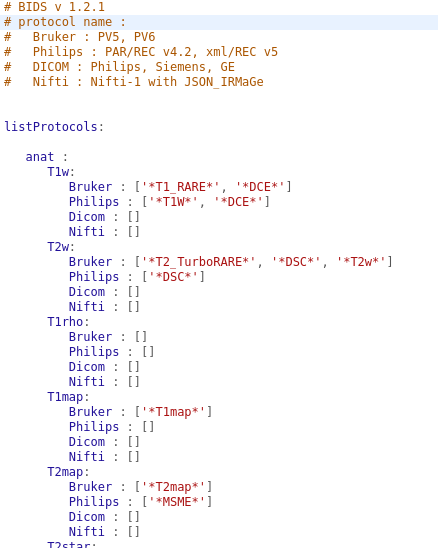 # BIDS v 1.2.1
# protocol name :
#   Bruker : PV5, PV6
#   Philips : PAR/REC v4.2, xml/REC v5
#   DICOM : Philips, Siemens, GE
#   Nifti : Nifti-1 with JSON_IRMaGe
listProtocols:
   anat :
      T1w:
         Bruker : ['*T1_RARE*', '*DCE*']
         Philips : ['*T1W*', '*DCE*']
         Dicom : []
         Nifti : []
      T2w:
         Bruker : ['*T2_TurboRARE*', '*DSC*', '*T2w*']
         Philips : ['*DSC*']
         Dicom : []
         Nifti : []
      T1rho:
         Bruker : []
         Philips : []
         Dicom : []
         Nifti : []
      T1map:
         Bruker : ['*T1map*']
         Philips : []
         Dicom : []
         Nifti : []
      T2map:
         Bruker : ['*T2map*']
         Philips : ['*MSME*']
         Dicom : []
         Nifti : []
      T2star: